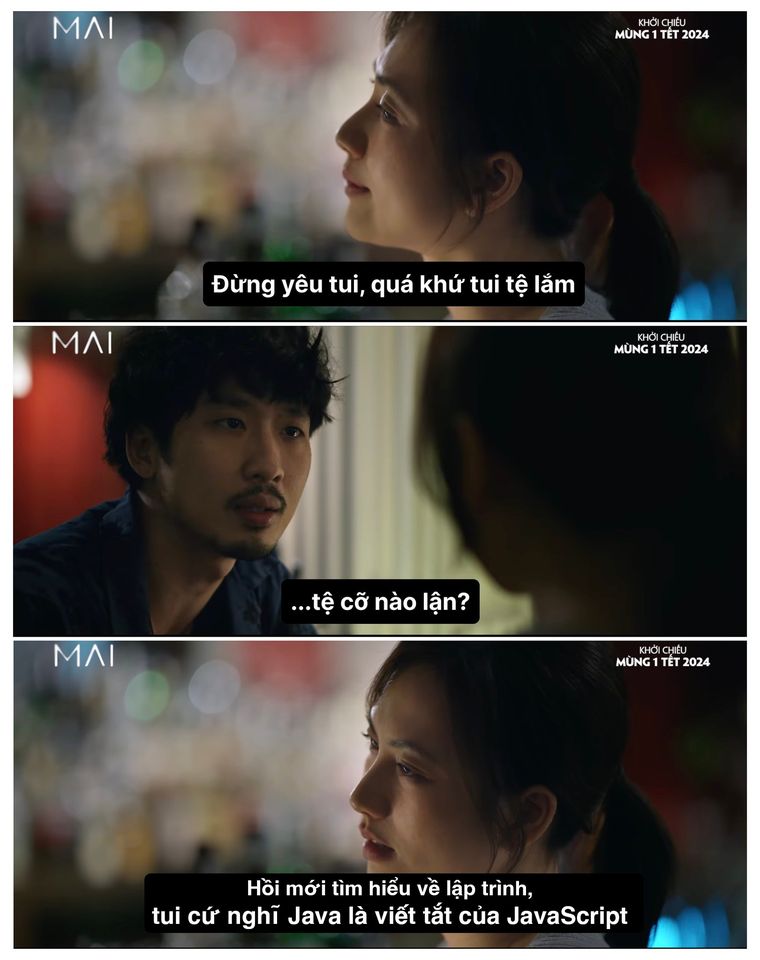 MAI
KHỞI CHIẾU
MÙNG 1 TẾT 2024
Đừng yêu tui, quá khứ tui tệ lắm
MAI
KHỞI CHIẾU
MÙNG 1 TẾT 2024
...tệ cỡ nào lận?
MAI
KHỞI CHIẾU
MÙNG 1 TẾT 2024
Hồi mới tìm hiểu về lập trình,
tui cứ nghĩ Java là viết tắt của JavaScript